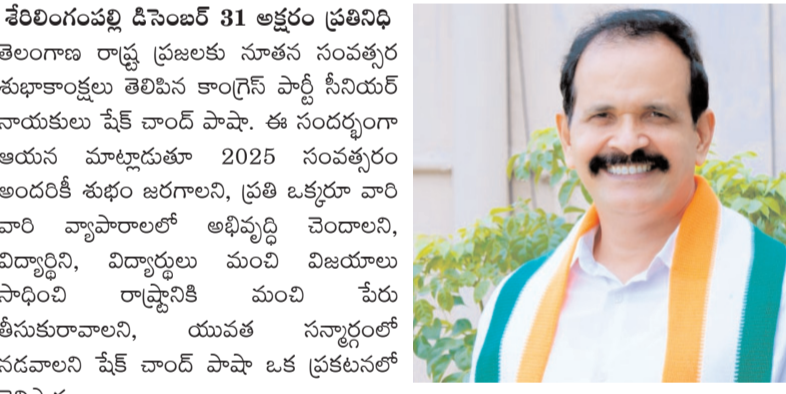 శేరిలింగంపల్లి డిసెంబర్ 31 అక్షరం ప్రతినిధి
తెలంగాణ రాష్ట్ర ప్రజలకు నూతన సంవత్సర
శుభాకాంక్షలు తెలిపిన కాంగ్రెస్ పార్టీ సీనియర్
నాయకులు షేక్ చాంద్ పాషా. ఈ సందర్భంగా
ఆయన మాట్లాడుతూ 2025 సంవత్సరం
అందరికీ శుభం జరగాలని, ప్రతి ఒక్కరూ వారి
వారి వ్యాపారాలలో అభివృద్ధి చెందాలని,
విద్యార్థిని, విద్యార్థులు మంచి విజయాలు
సాధించి రాష్ట్రానికి మంచి పేరు
తీసుకురావాలని, యువత సన్మార్గంలో
నడవాలని షేక్ చాంద్ పాషా ఒక ప్రకటనలో